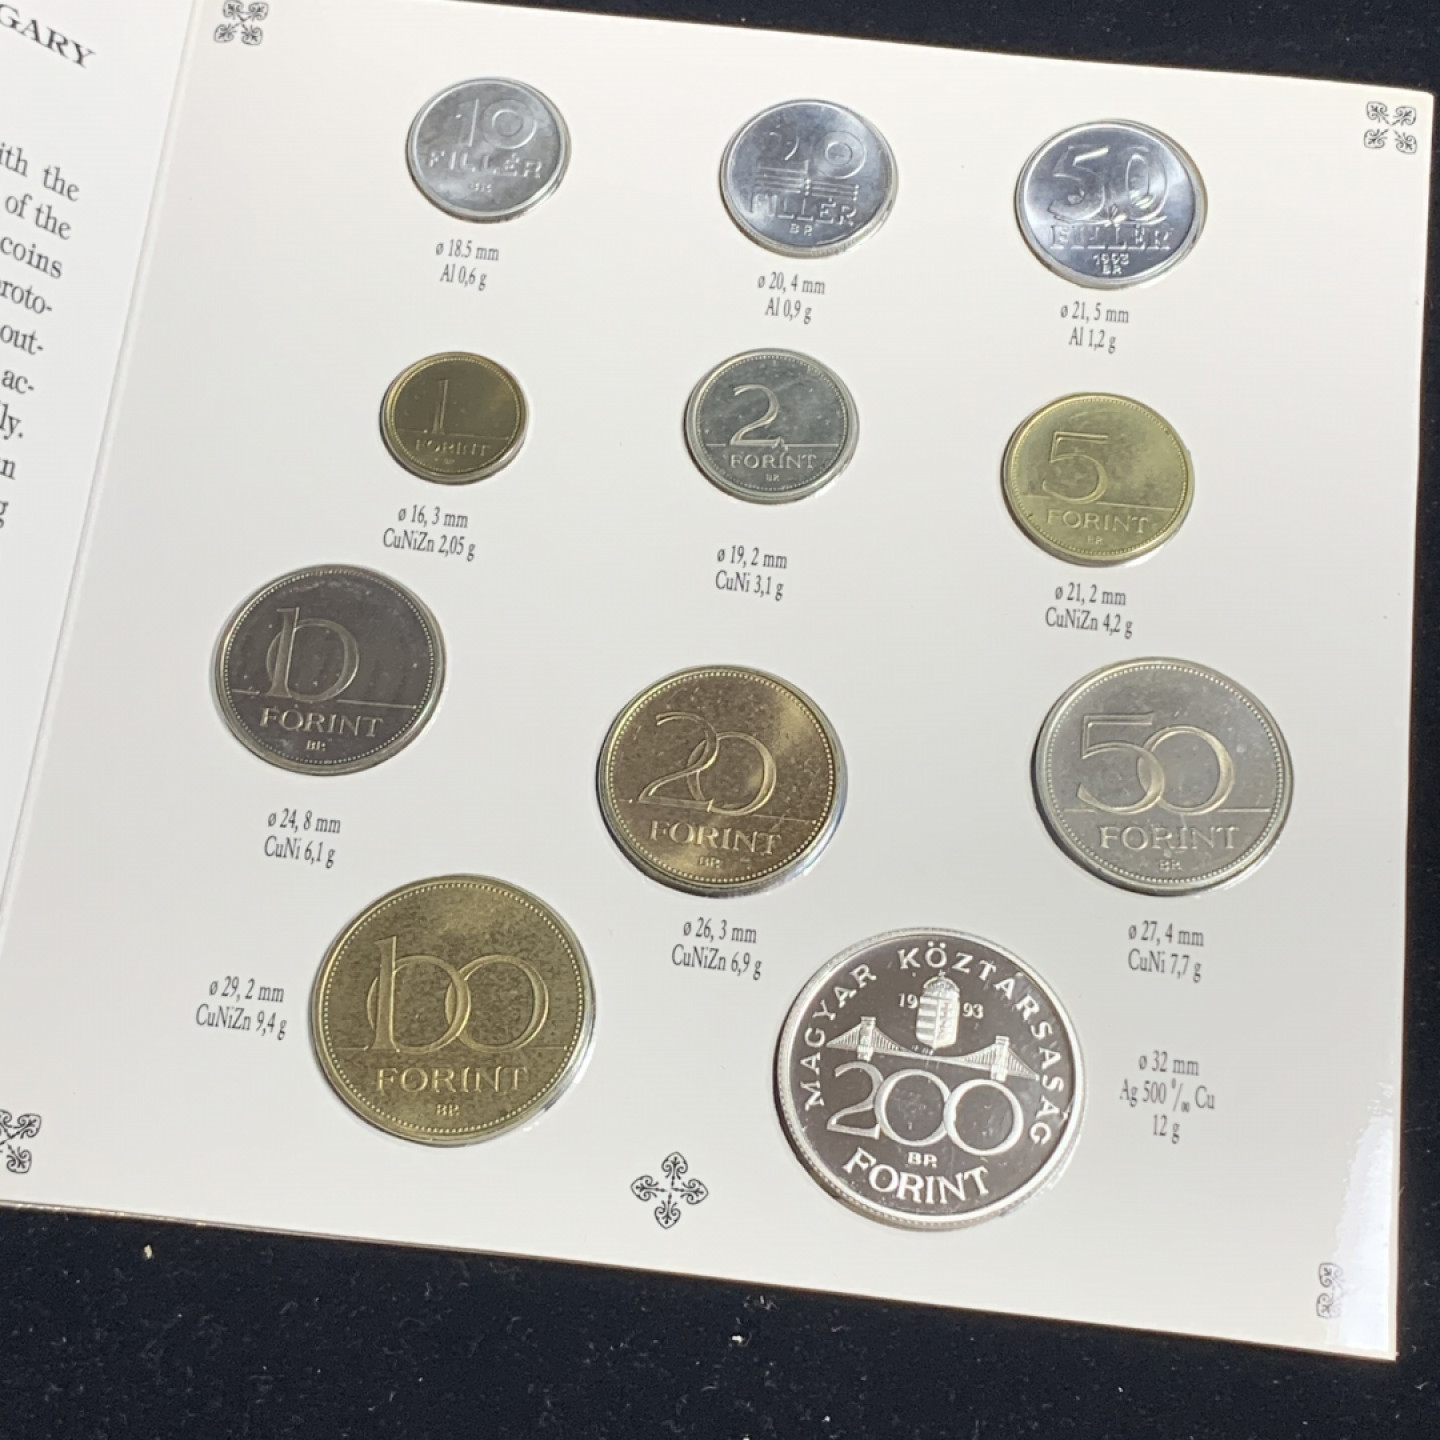 GARY
ith the
of the
coins
roto-
out-
ac-
ly.
n
g
10
FILLÉR
BP.
ø 18.5 mm
Al 0,6 g
20
FILLÉR
BP.
ø 20, 4 mm
Al 0,9 g
50
FILLÉR
1993
BP.
ø 21, 5 mm
Al 1,2 g
1
FORINT
ø 16, 3 mm
CuNiZn 2,05 g
2
FORINT
BP.
ø 19, 2 mm
CuNi 3,1 g
5
FORINT
BP.
ø 21, 2 mm
CuNiZn 4,2 g
10
FORINT
BP.
ø 24, 8 mm
CuNi 6,1 g
20
FORINT
BP.
ø 26, 3 mm
CuNiZn 6,9 g
50
FORINT
BP.
ø 27, 4 mm
CuNi 7,7 g
100
FORINT
BP.
ø 29, 2 mm
CuNiZn 9,4 g
MAGYAR KÖZTÁRSASÁG
19 93
200
BP.
FORINT
ø 32 mm
Ag 500 ⁰/₀₀ Cu
12 g